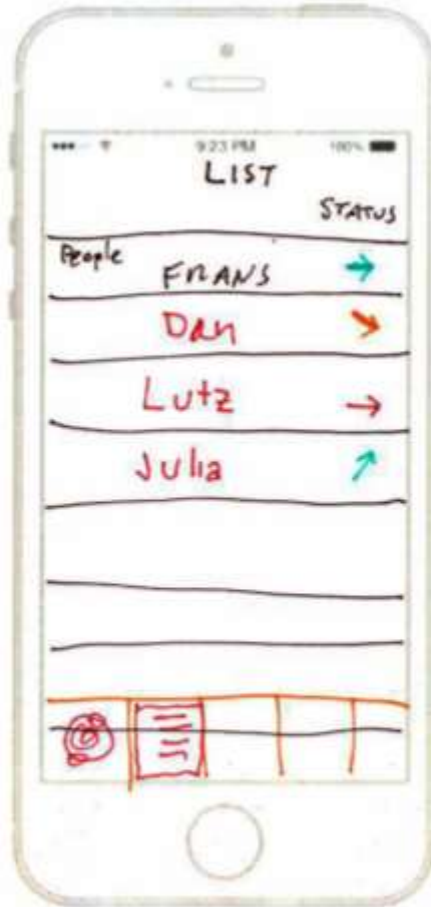 9:23 PM 100%
LIST
STATUS
People FRANS →
Dan ↘
Lutz →
Julia ↗